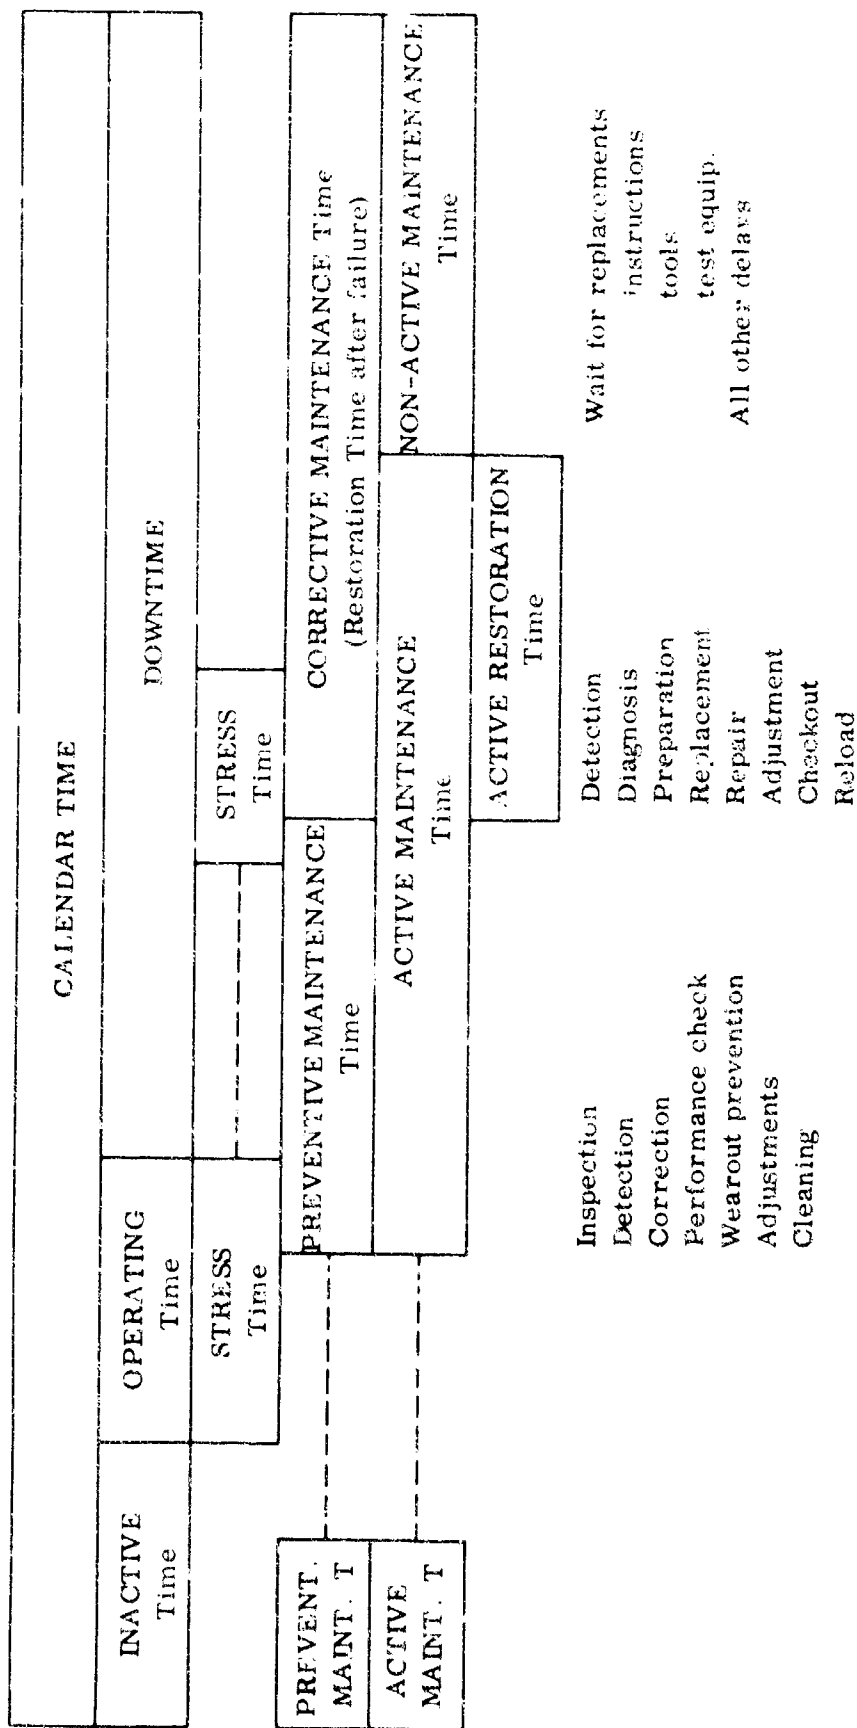 CALENDAR TIME
INACTIVE
Time
OPERATING
Time
DOWNTIME
STRESS
Time
STRESS
Time
PREVENT.
MAINT. T
PREVENTIVE MAINTENANCE
Time
CORRECTIVE MAINTENANCE Time
(Restoration Time after failure)
ACTIVE
MAINT. T
ACTIVE MAINTENANCE
Time
NON-ACTIVE MAINTENANCE
Time
ACTIVE RESTORATION
Time
Inspection
Detection
Correction
Performance check
Wearout prevention
Adjustments
Cleaning
Detection
Diagnosis
Preparation
Replacement
Repair
Adjustment
Checkout
Reload
Wait for replacements
instructions
tools
test equip.
All other delays